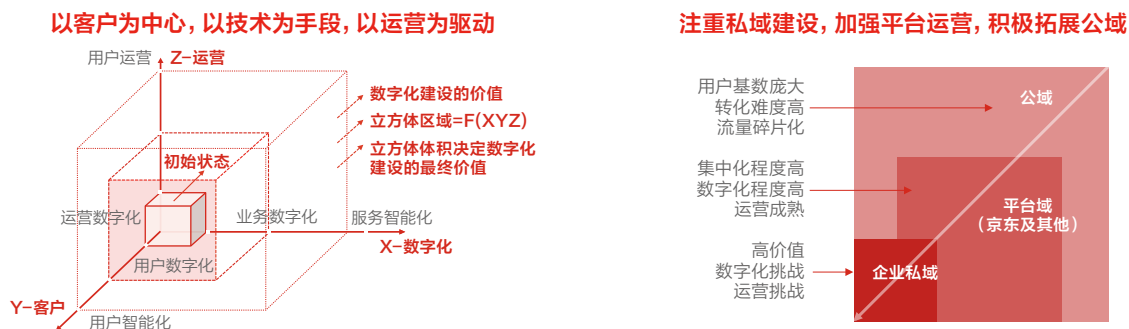 以客户为中心, 以技术为手段, 以运营为驱动
用户运营
Z-运营
数字化建设的价值
立方体区域=F(XYZ)
立方体体积决定数字化
建设的最终价值
初始状态
运营数字化
业务数字化
服务智能化
X-数字化
用户数字化
Y-客户
用户智能化
注重私域建设, 加强平台运营, 积极拓展公域
用户基数庞大
转化难度高
流量碎片化
公域
集中化程度高
数字化程度高
运营成熟
平台域
(京东及其他)
高价值
数字化挑战
运营挑战
企业私域